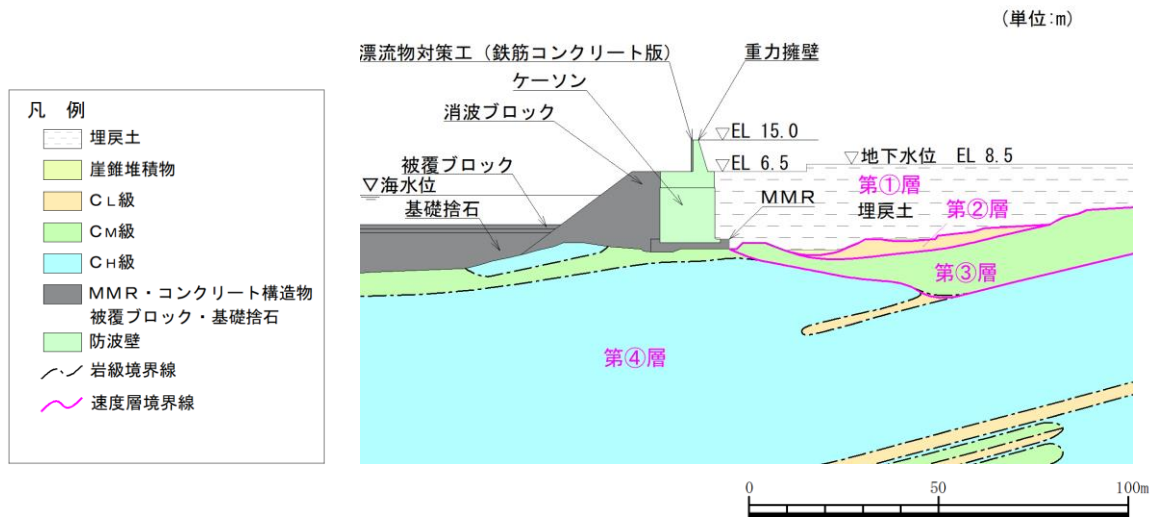 (単位:m)
漂流物対策工（鉄筋コンクリート版）
重力擁壁
ケーソン
消波ブロック
▽EL 15.0
被覆ブロック
▽EL 6.5
▽地下水位 EL 8.5
▽海水位
基礎捨石
MMR
第①層
埋戻土
第②層
第③層
第④層
凡 例
埋戻土
崖錐堆積物
CL級
CM級
CH級
MMR・コンクリート構造物
被覆ブロック・基礎捨石
防波壁
岩級境界線
速度層境界線
0 50 100m